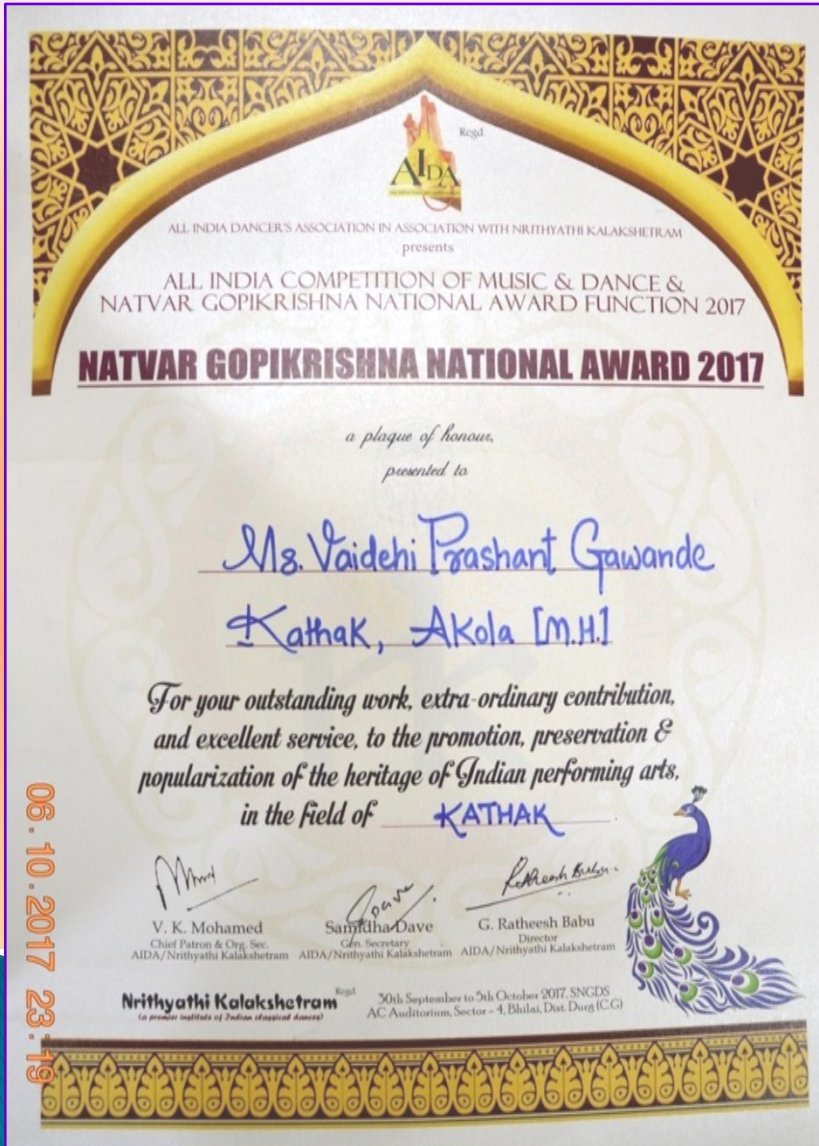 Regd.
AIDA
ALL INDIA DANCER'S ASSOCIATION IN ASSOCIATION WITH NRITHYATHI KALAKSHETRAM
presents
ALL INDIA COMPETITION OF MUSIC & DANCE &
NATVAR GOPIKRISHNA NATIONAL AWARD FUNCTION 2017
NATVAR GOPIKRISHNA NATIONAL AWARD 2017
a plaque of honour,
presented to
Ms. Vaidehi Prashant Gawande
Kathak, Akola [M.H.]
For your outstanding work, extra-ordinary contribution,
and excellent service, to the promotion, preservation &
popularization of the heritage of Indian performing arts,
in the field of KATHAK
Ratheesh Babu
V. K. Mohamed
Chief Patron & Org. Sec.
AIDA/Nrithyathi Kalakshetram
Samidha Dave
Gen. Secretary
AIDA/Nrithyathi Kalakshetram
G. Ratheesh Babu
Director
AIDA/Nrithyathi Kalakshetram
Nrithyathi Kalakshetram Regd.
(a premier institute of Indian classical dances)
30th September to 5th October 2017, SNGDS
AC Auditorium, Sector - 4, Bhilai, Dist. Durg (C.G)
06.10.2017 23:19